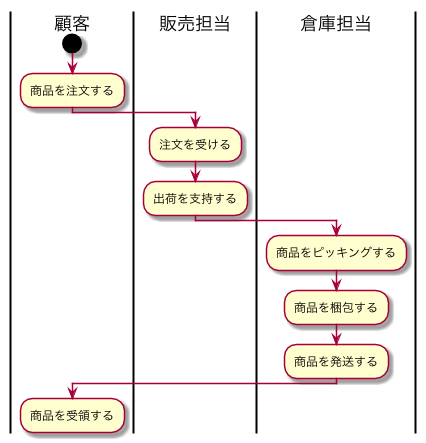 顧客
販売担当
倉庫担当
商品を注文する
注文を受ける
出荷を支持する
商品をピッキングする
商品を梱包する
商品を発送する
商品を受領する